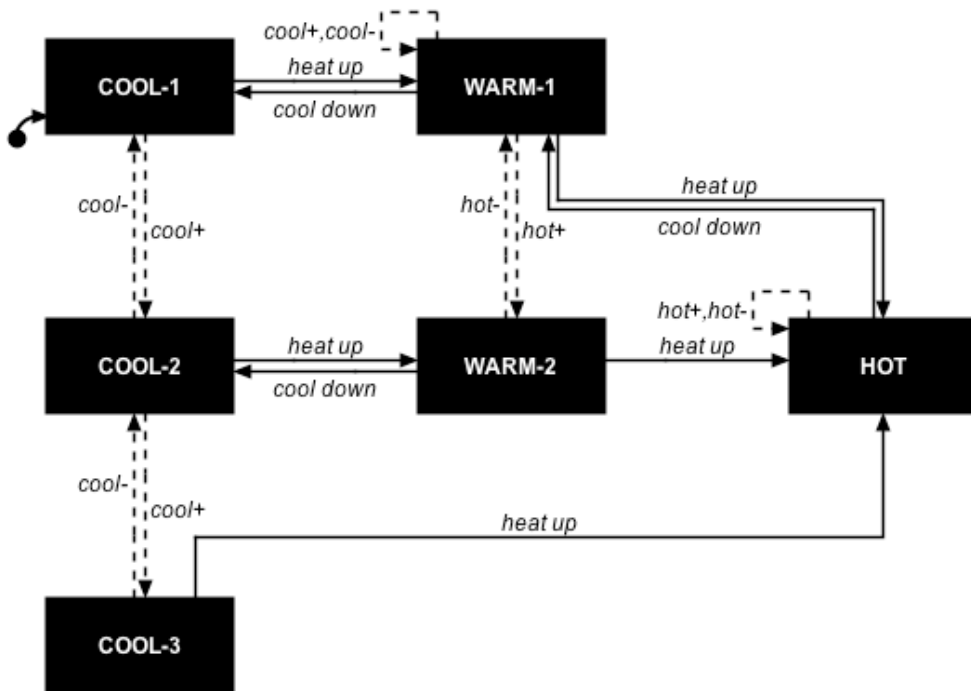 cool+,cool-
COOL-1
heat up
WARM-1
cool down
cool-
cool+
hot-
hot+
heat up
cool down
hot+,hot-
COOL-2
heat up
cool down
WARM-2
heat up
HOT
cool-
cool+
heat up
COOL-3